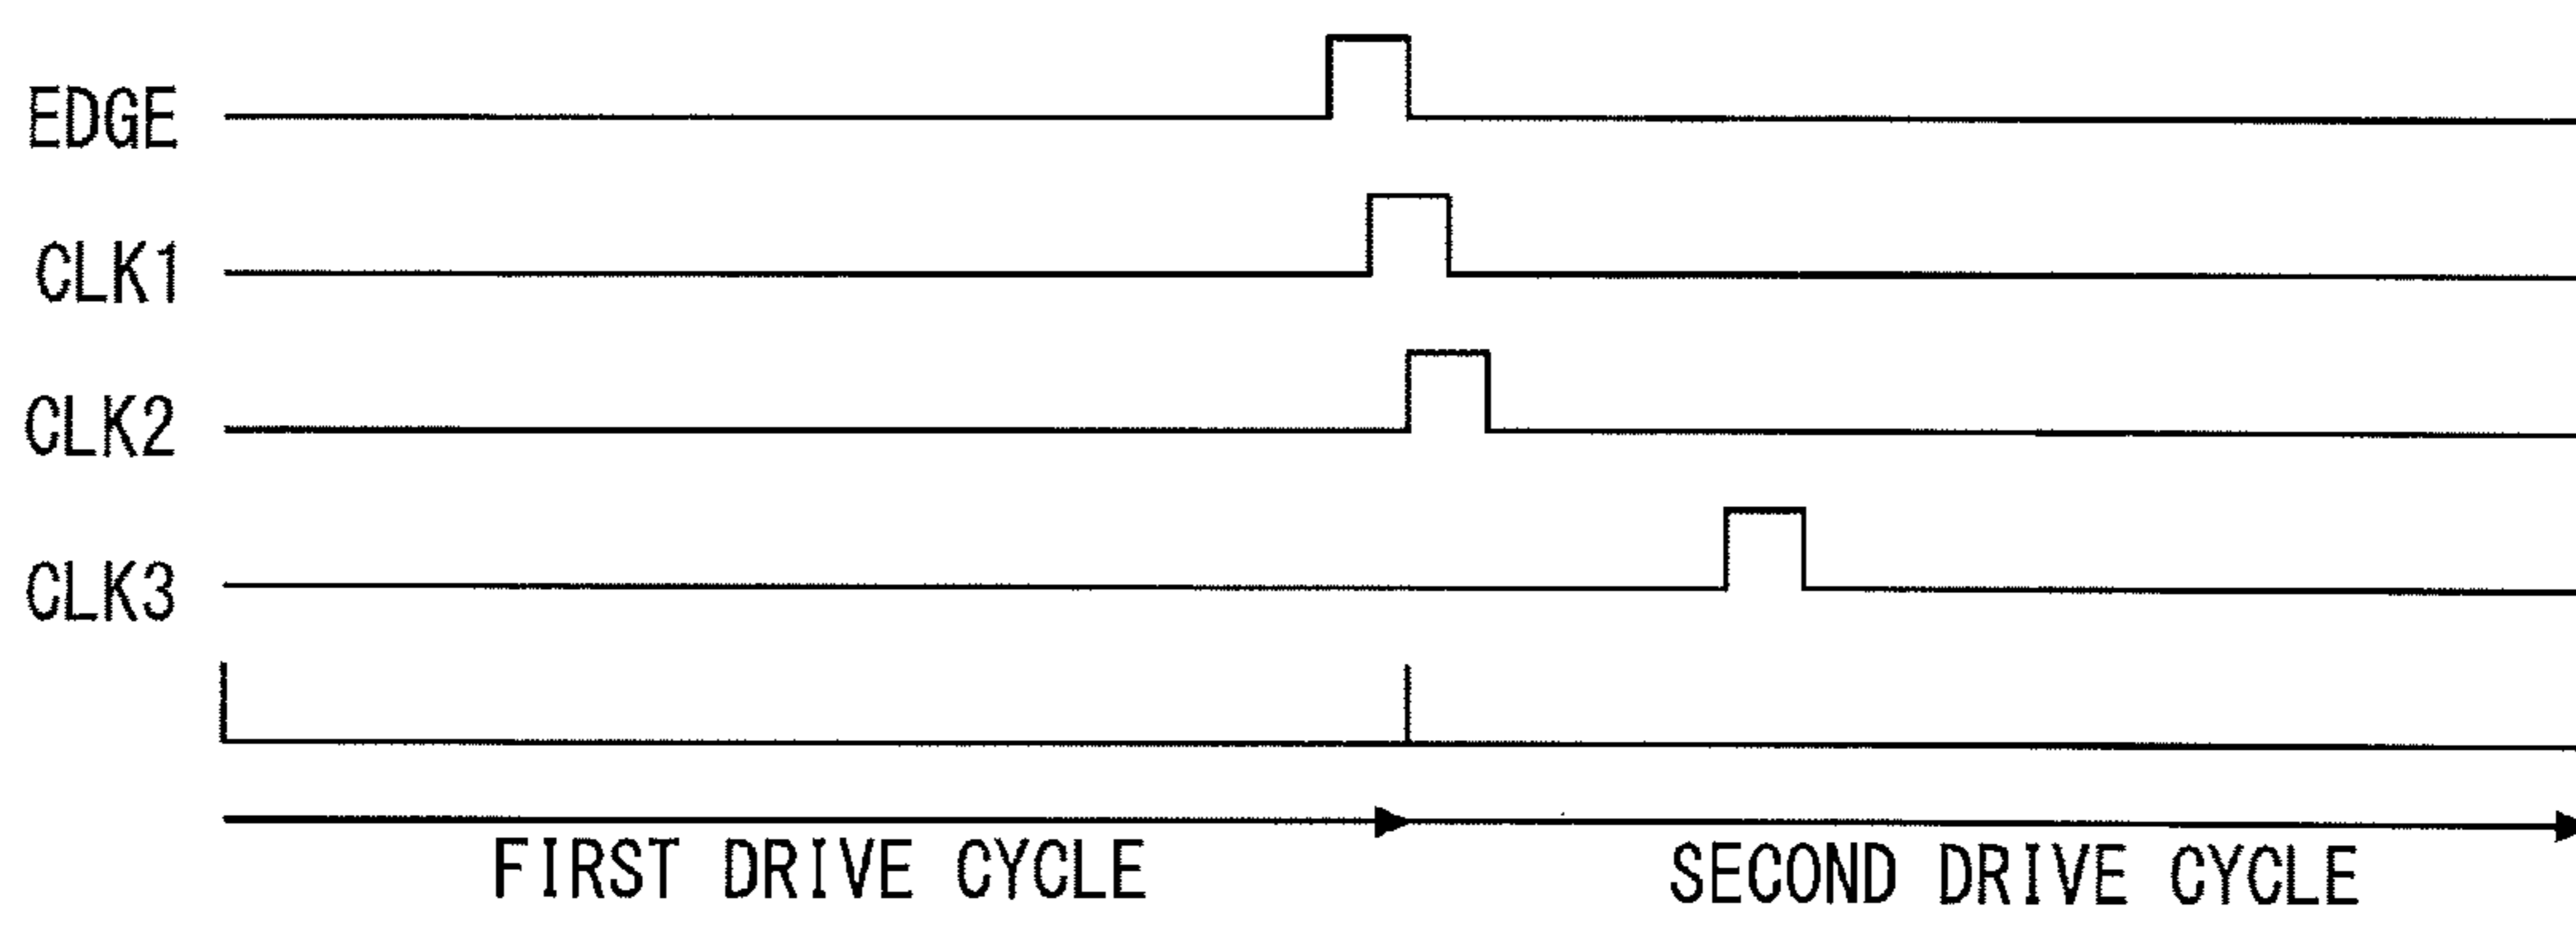 EDGE
CLK1
CLK2
CLK3
FIRST DRIVE CYCLE
SECOND DRIVE CYCLE